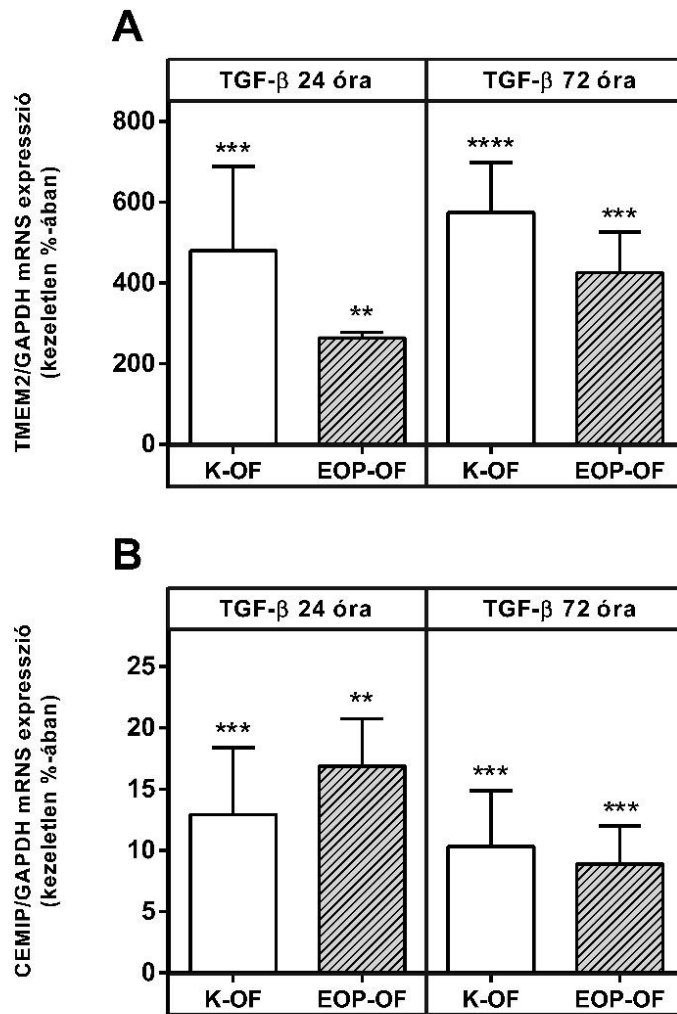 A
TGF-β 24 óra
TGF-β 72 óra
TMEM2/GAPDH mRNS expresszió
(kezeletlen %-ában)
800
600
400
200
0
***
**
****
***
K-OF
EOP-OF
K-OF
EOP-OF
B
TGF-β 24 óra
TGF-β 72 óra
CEMIP/GAPDH mRNS expresszió
(kezeletlen %-ában)
25
20
15
10
5
0
***
**
***
***
K-OF
EOP-OF
K-OF
EOP-OF